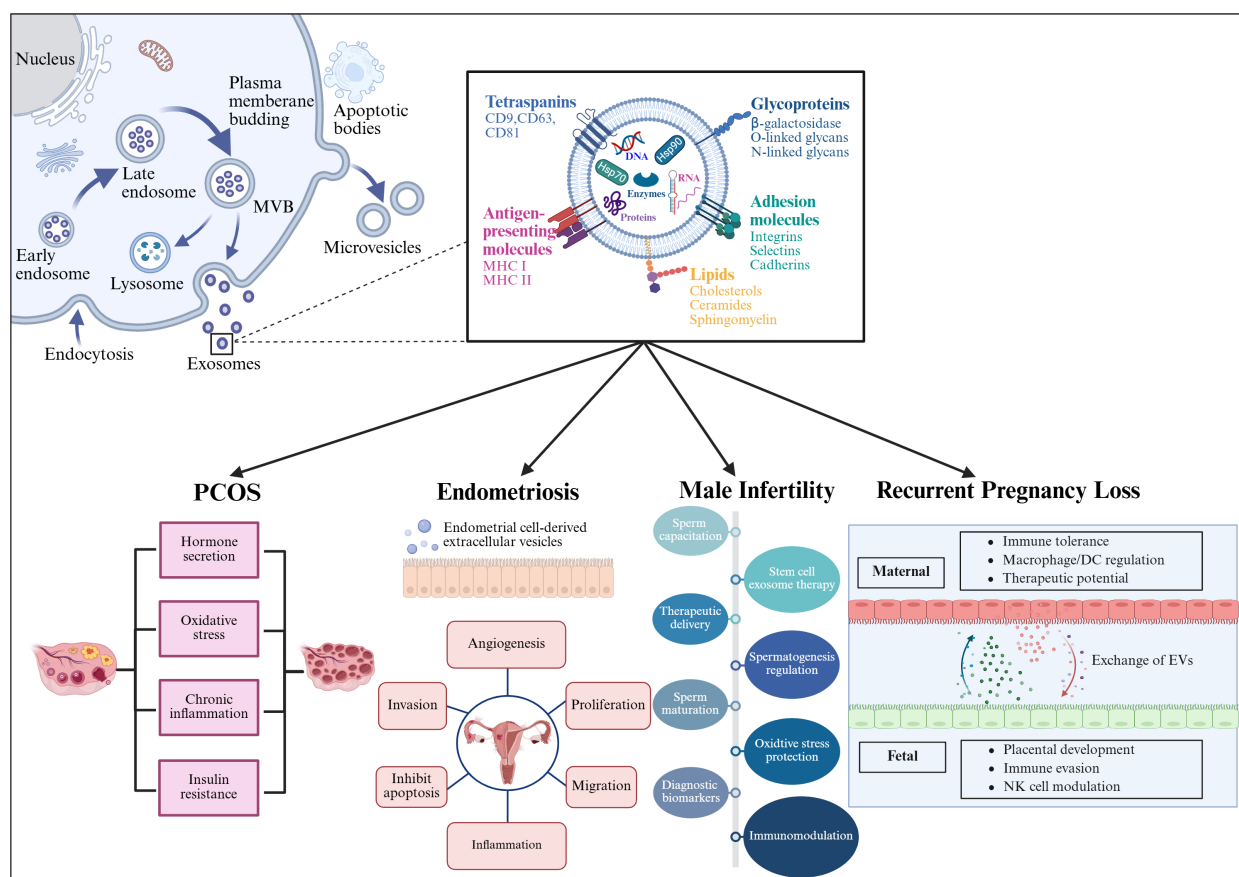 Nucleus
Plasma
memberane
budding
Apoptotic
bodies
Late
endosome
MVB
Microvesicles
Early
endosome
Lysosome
Endocytosis
Exosomes
Tetraspanins
CD9,CD63,
CD81
Glycoproteins
β-galactosidase
O-linked glycans
N-linked glycans
DNA
Hsp90
Hsp70
Enzymes
RNA
Proteins
Antigen-
presenting
molecules
MHC I
MHC II
Adhesion
molecules
Integrins
Selectins
Cadherins
Lipids
Cholesterols
Ceramides
Sphingomyelin
PCOS
Hormone
secretion
Oxidative
stress
Chronic
inflammation
Insulin
resistance
Endometriosis
Endometrial cell-derived
extracellular vesicles
Angiogenesis
Invasion
Proliferation
Inhibit
apoptosis
Migration
Inflammation
Male Infertility
Sperm
capacitation
Stem cell
exosome therapy
Therapeutic
delivery
Spermatogenesis
regulation
Sperm
maturation
Oxidtive stress
protection
Diagnostic
biomarkers
Immunomodulation
Recurrent Pregnancy Loss
Maternal
• Immune tolerance
• Macrophage/DC regulation
• Therapeutic potential
Exchange of EVs
Fetal
• Placental development
• Immune evasion
• NK cell modulation